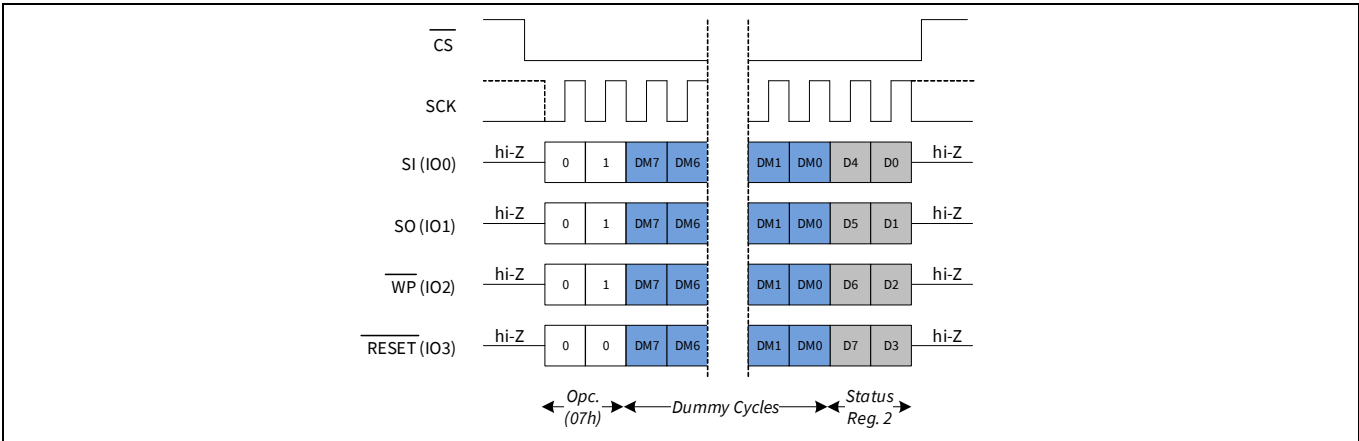 CS
SCK
SI (IO0) hi-Z 0 1 DM7 DM6 DM1 DM0 D4 D0 hi-Z
SO (IO1) hi-Z 0 1 DM7 DM6 DM1 DM0 D5 D1 hi-Z
WP (IO2) hi-Z 0 1 DM7 DM6 DM1 DM0 D6 D2 hi-Z
RESET (IO3) hi-Z 0 0 DM7 DM6 DM1 DM0 D7 D3 hi-Z
Opc. Dummy Cycles Status
(07h) Reg. 2